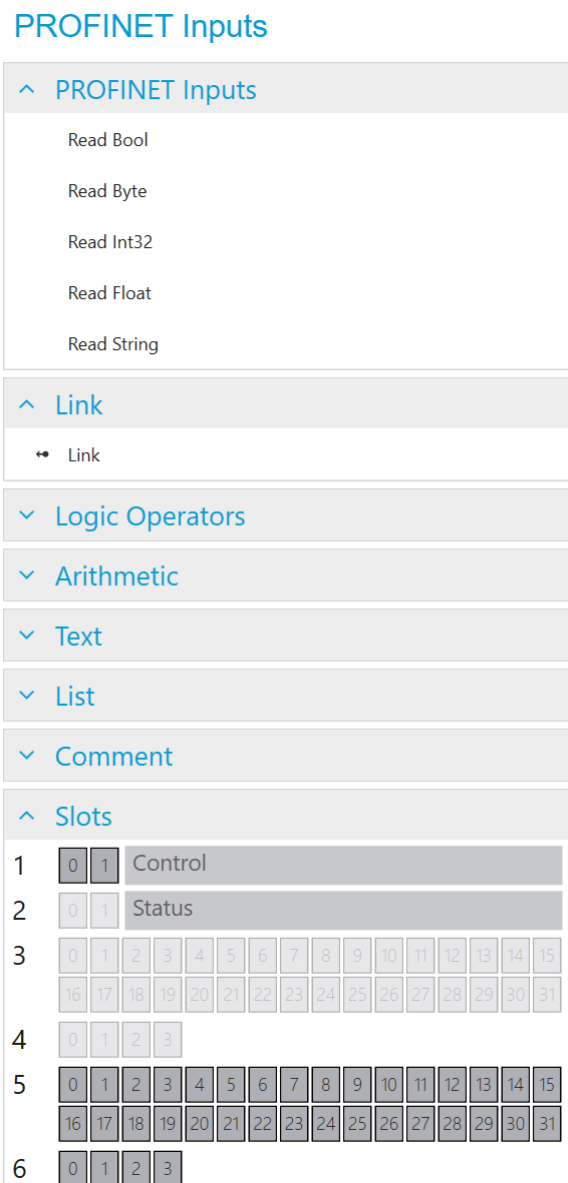 PROFINET Inputs
PROFINET Inputs
Read Bool
Read Byte
Read Int32
Read Float
Read String
Link
Link
Logic Operators
Arithmetic
Text
List
Comment
Slots
1 0 1 Control
2 0 1 Status
3 0 1 2 3 4 5 6 7 8 9 10 11 12 13 14 15
16 17 18 19 20 21 22 23 24 25 26 27 28 29 30 31
4 0 1 2 3
5 0 1 2 3 4 5 6 7 8 9 10 11 12 13 14 15
16 17 18 19 20 21 22 23 24 25 26 27 28 29 30 31
6 0 1 2 3